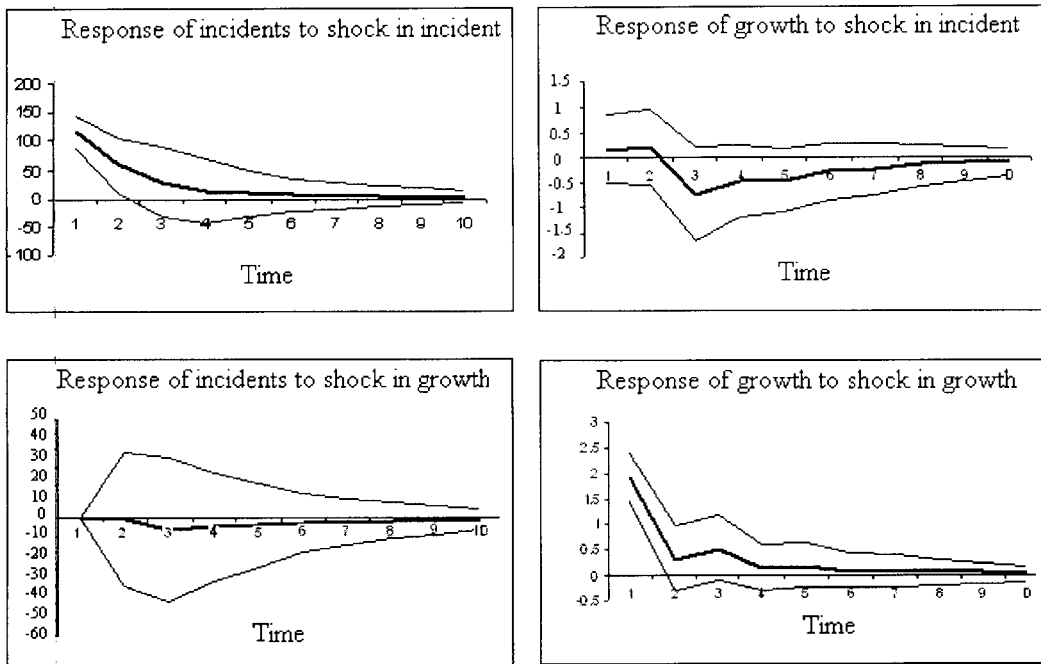 Response of incidents to shock in incident
200
150
100
50
0
-50
-100
1 2 3 4 5 6 7 8 9 10
Time
Response of growth to shock in incident
1.5
1
0.5
0
-0.5
-1
-1.5
-2
1 2 3 4 5 6 7 8 9 0
Time
Response of incidents to shock in growth
50
40
30
20
10
0
-10
-20
-30
-40
-50
-60
1 2 3 4 5 6 7 8 9 10
Time
Response of growth to shock in growth
3
2.5
2
1.5
1
0.5
0
-0.5
1 2 3 4 5 6 7 8 9 0
Time